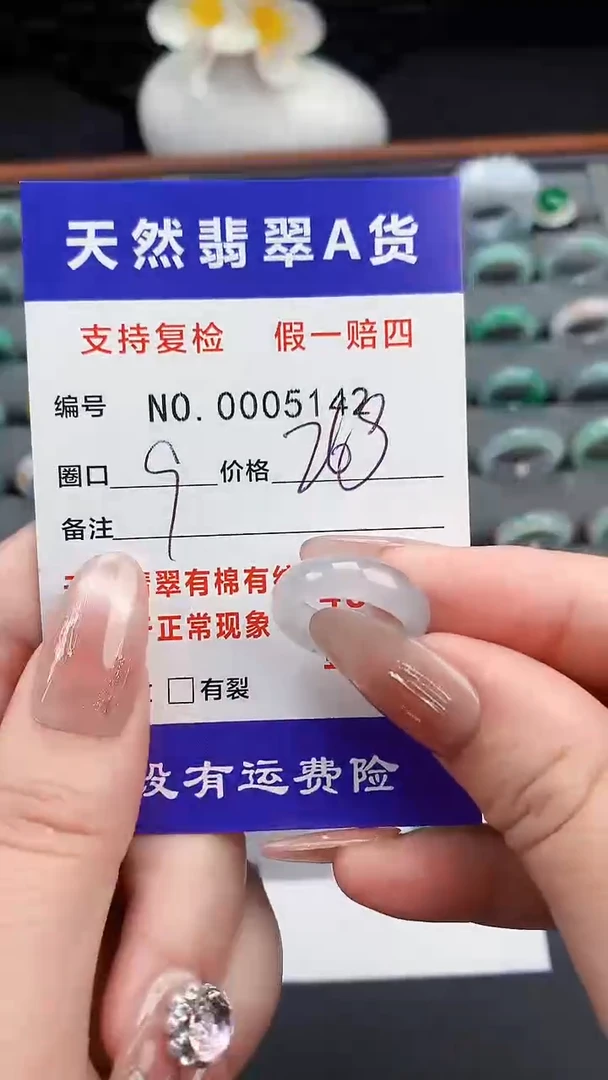 天然翡翠A货
支持复检 假一赔四
编号 NO.0005142
圈口 9 价格 268
备注
翡翠有棉有
正常现象
□有裂
没有运费险